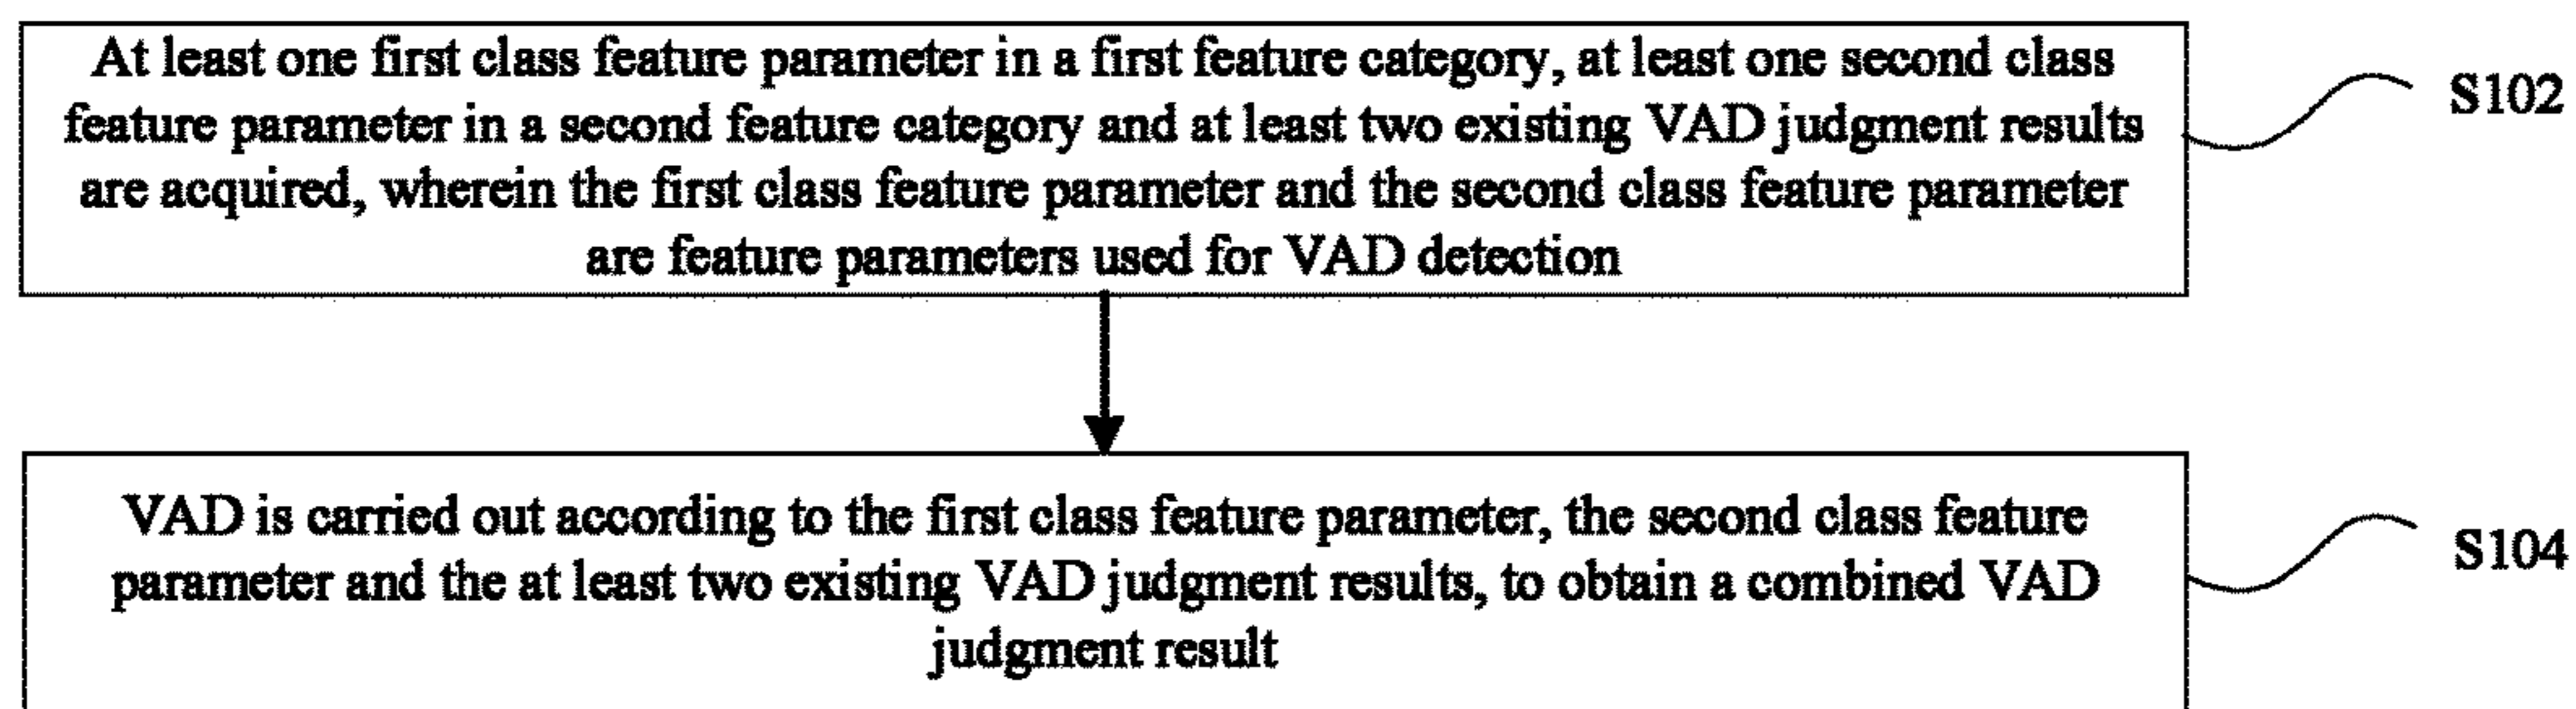 At least one first class feature parameter in a first feature category, at least one second class
feature parameter in a second feature category and at least two existing VAD judgment results
are acquired, wherein the first class feature parameter and the second class feature parameter
are feature parameters used for VAD detection
S102
VAD is carried out according to the first class feature parameter, the second class feature
parameter and the at least two existing VAD judgment results, to obtain a combined VAD
judgment result
S104